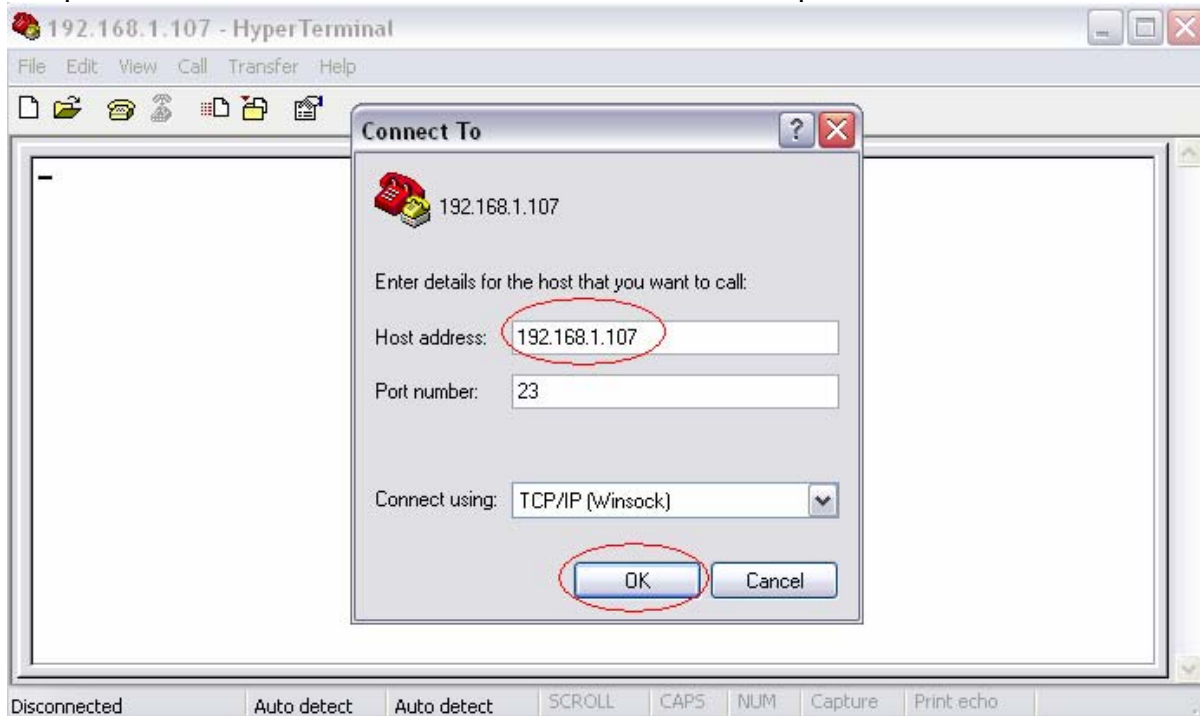 192.168.1.107 - HyperTerminal
File Edit View Call Transfer Help
Connect To
192.168.1.107
Enter details for the host that you want to call:
Host address: 192.168.1.107
Port number: 23
Connect using: TCP/IP (Winsock)
OK Cancel
Disconnected Auto detect Auto detect SCROLL CAPS NUM Capture Print echo